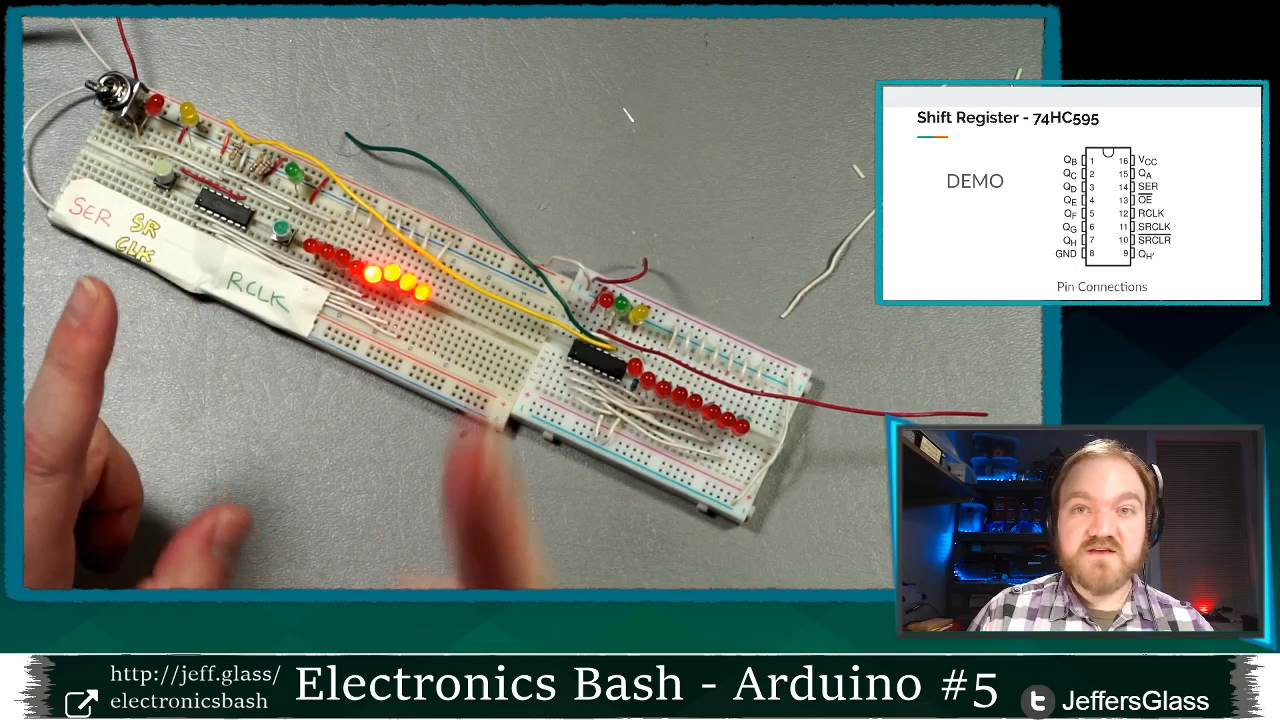 SER
SR
CLK
RCLK
Shift Register - 74HC595
DEMO
QB 1 16 VCC
QC 2 15 QA
QD 3 14 SER
QE 4 13 OE
QF 5 12 RCLK
QG 6 11 SRCLK
QH 7 10 SRCLR
GND 8 9 QH'
Pin Connections
http://jeff.glass/
electronicsbash
Electronics Bash - Arduino #5
JeffersGlass